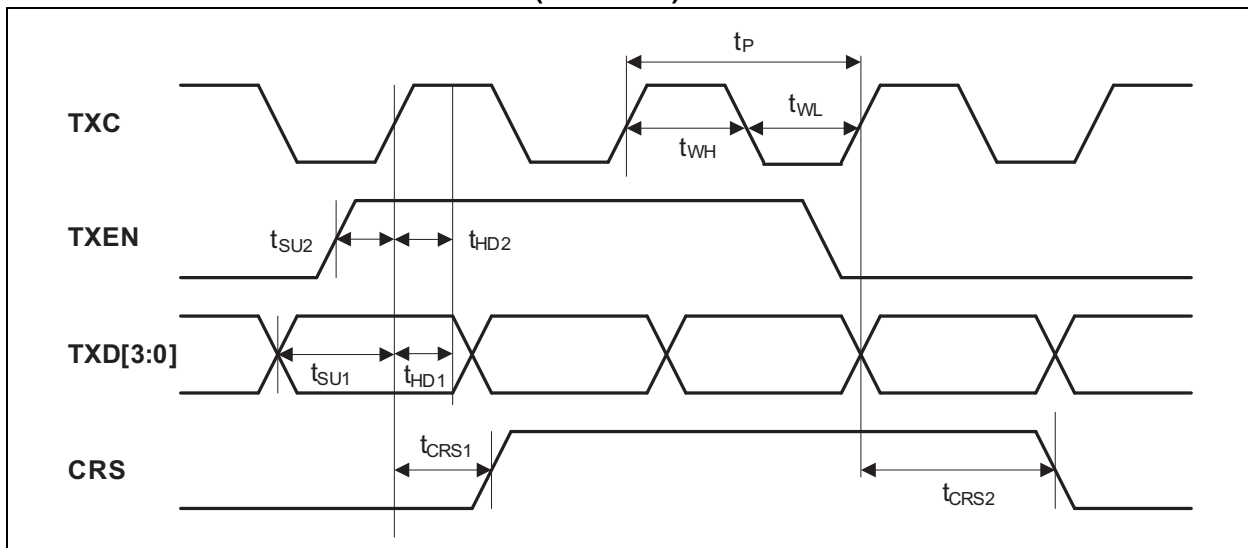 tP
TXC
tWL
tWH
TXEN
tSU2
tHD2
TXD[3:0]
tSU1
tHD1
CRS
tCRS1
tCRS2